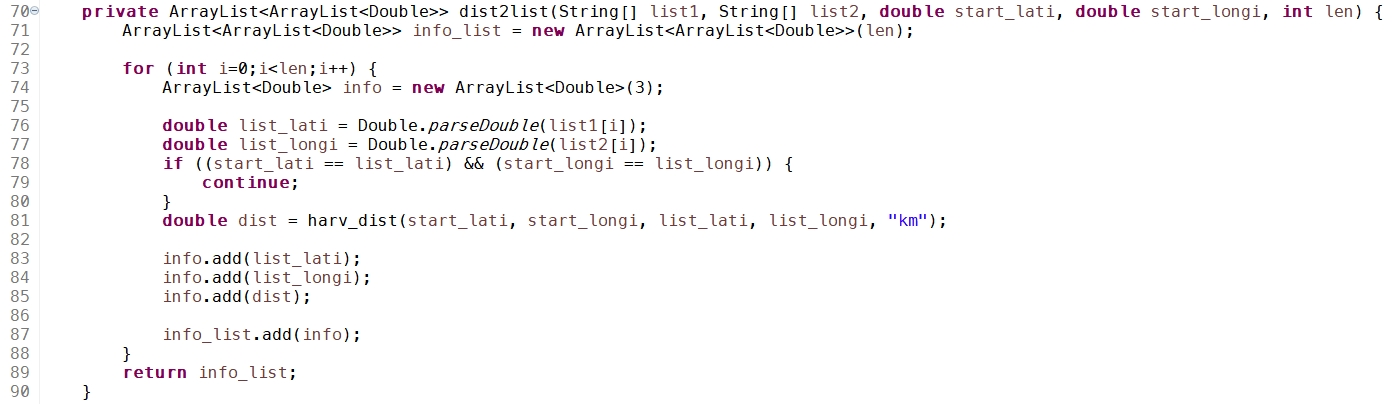 70 private ArrayList<ArrayList<Double>> dist2list(String[] list1, String[] list2, double start_lati, double start_longi, int len) {
71 ArrayList<ArrayList<Double>> info_list = new ArrayList<ArrayList<Double>>(len);
72
73 for (int i=0;i<len;i++) {
74 ArrayList<Double> info = new ArrayList<Double>(3);
75
76 double list_lati = Double.parseDouble(list1[i]);
77 double list_longi = Double.parseDouble(list2[i]);
78 if ((start_lati == list_lati) && (start_longi == list_longi)) {
79 continue;
80 }
81 double dist = harv_dist(start_lati, start_longi, list_lati, list_longi, "km");
82
83 info.add(list_lati);
84 info.add(list_longi);
85 info.add(dist);
86
87 info_list.add(info);
88 }
89 return info_list;
90 }